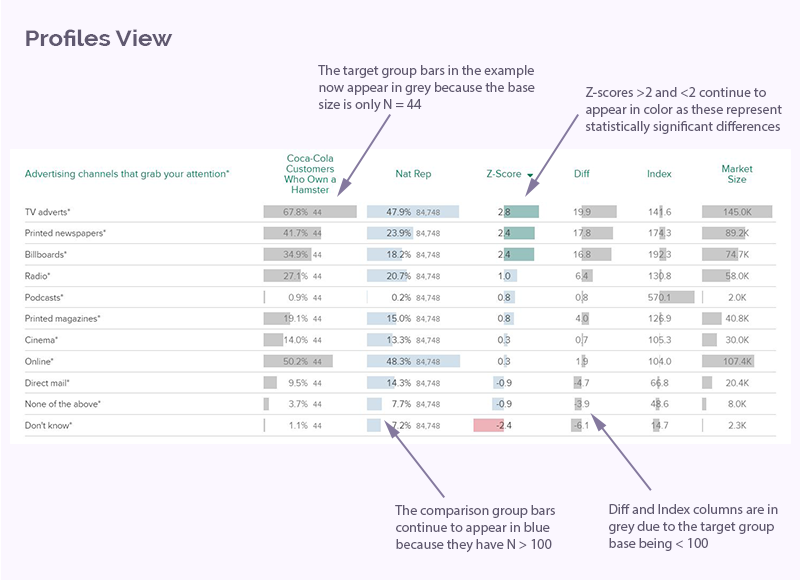 Profiles View
The target group bars in the example
now appear in grey because the base
size is only N = 44
Z-scores >2 and <2 continue to
appear in color as these represent
statistically significant differences
Advertising channels that grab your attention*
Coca-Cola
Customers
Who Own a
Hamster
Nat Rep
Z-Score
Diff
Index
Market
Size
TV adverts* 67.8% 44 47.9% 84,748 2.8 19.9 141.6 145.0K
Printed newspapers* 41.7% 44 23.9% 84,748 2.4 17.8 174.3 89.2K
Billboards* 34.9% 44 18.2% 84,748 2.4 16.8 192.3 74.7K
Radio* 27.1% 44 20.7% 84,748 1.0 6.4 130.8 58.0K
Podcasts* 0.9% 44 0.2% 84,748 0.8 0.8 570.1 2.0K
Printed magazines* 19.1% 44 15.0% 84,748 0.8 4.0 126.9 40.8K
Cinema* 14.0% 44 13.3% 84,748 0.3 0.7 105.3 30.0K
Online* 50.2% 44 48.3% 84,748 0.3 1.9 104.0 107.4K
Direct mail* 9.5% 44 14.3% 84,748 -0.9 -4.7 66.8 20.4K
None of the above* 3.7% 44 7.7% 84,748 -0.9 -3.9 48.6 8.0K
Don't know* 1.1% 44 7.2% 84,748 -2.4 -6.1 14.7 2.3K
The comparison group bars
continue to appear in blue
because they have N > 100
Diff and Index columns are in
grey due to the target group
base being < 100